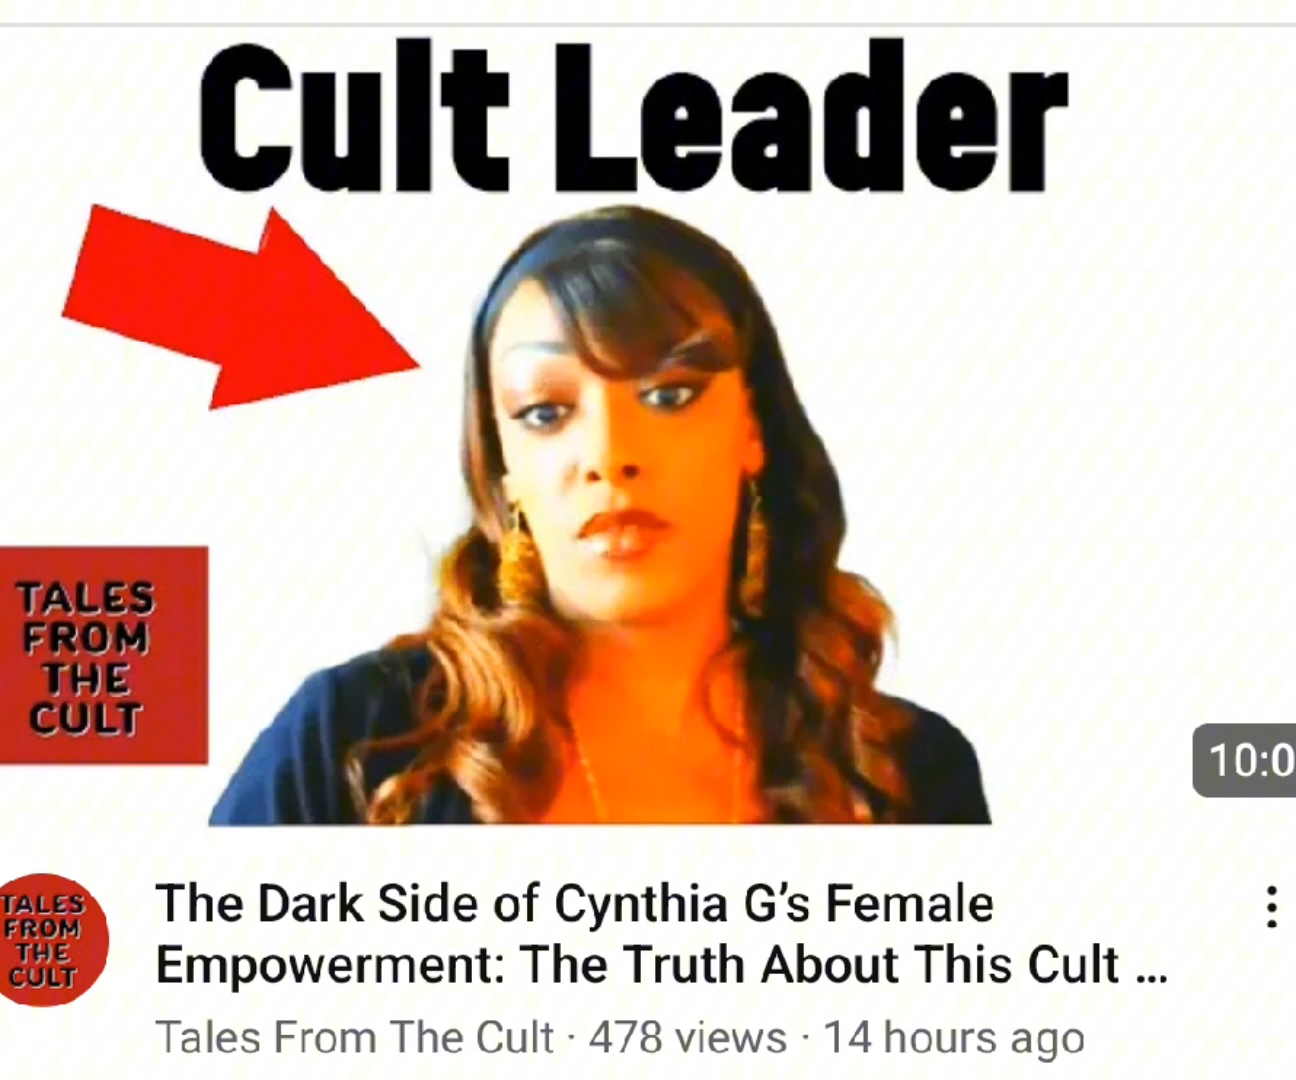 Cult Leader
TALES
FROM
THE
CULT
10:0
TALES
FROM
THE
CULT
The Dark Side of Cynthia G’s Female
Empowerment: The Truth About This Cult ...
Tales From The Cult · 478 views · 14 hours ago